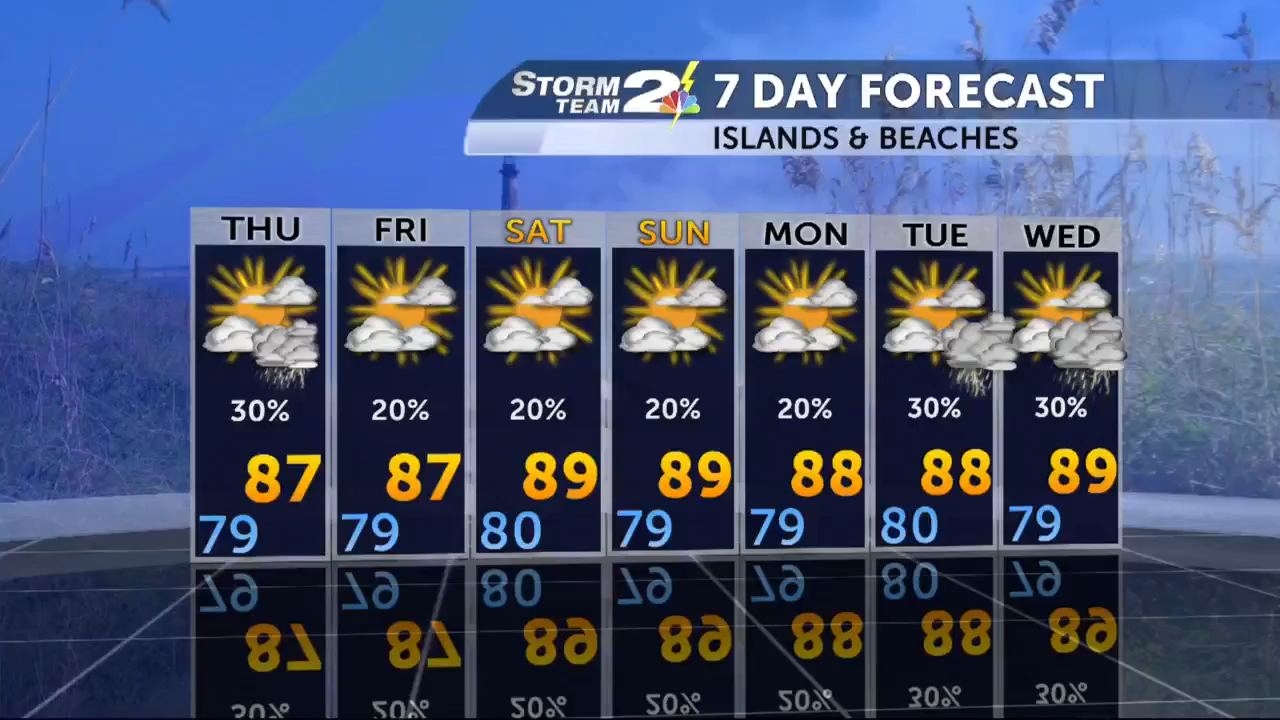 STORM TEAM 2
7 DAY FORECAST
ISLANDS & BEACHES
THU FRI SAT SUN MON TUE WED
30% 20% 20% 20% 20% 30% 30%
87 87 89 89 88 88 89
79 79 80 79 79 80 79